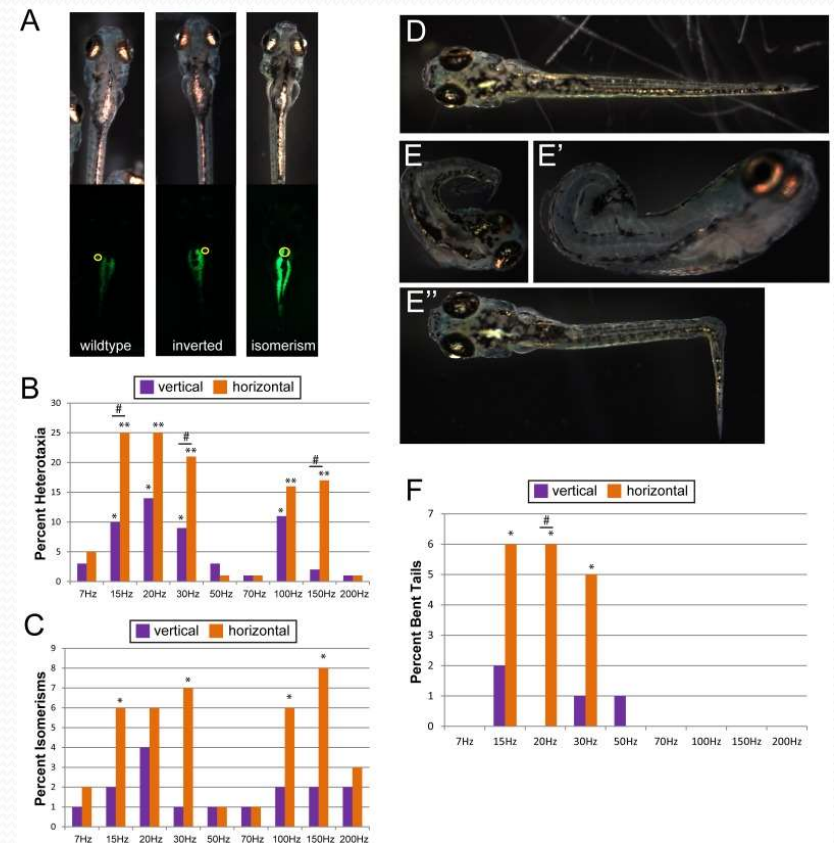 A
wildtype
inverted
isomerism
B
vertical horizontal
Percent Heterotaxia
30
25
20
15
10
5
0
#
**
*
**
*
#
**
*
**
*
#
**
7Hz 15Hz 20Hz 30Hz 50Hz 70Hz 100Hz 150Hz 200Hz
C
vertical horizontal
Percent Isomerisms
9
8
7
6
5
4
3
2
1
0
*
*
*
*
7Hz 15Hz 20Hz 30Hz 50Hz 70Hz 100Hz 150Hz 200Hz
D
E
E'
E''
F
vertical horizontal
Percent Bent Tails
7
6
5
4
3
2
1
0
*
#
*
*
7Hz 15Hz 20Hz 30Hz 50Hz 70Hz 100Hz 150Hz 200Hz